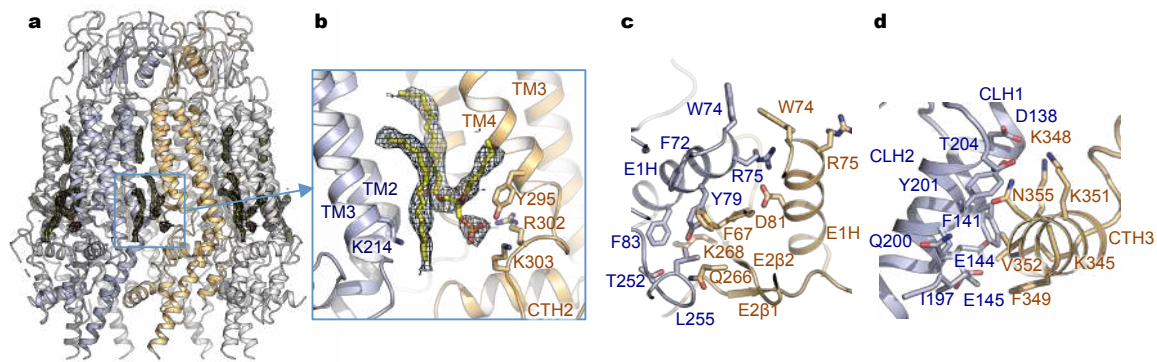 a
b
c
d
TM3
TM4
TM2
TM3
K214
Y295
R302
K303
CTH2
W74
W74
F72
E1H
R75
R75
Y79
F83
F67
D81
K268
E1H
T252
Q266
E2β2
L255
E2β1
CLH1
D138
T204
K348
CLH2
Y201
N355
K351
F141
CTH3
Q200
E144
V352
K345
I197
E145
F349